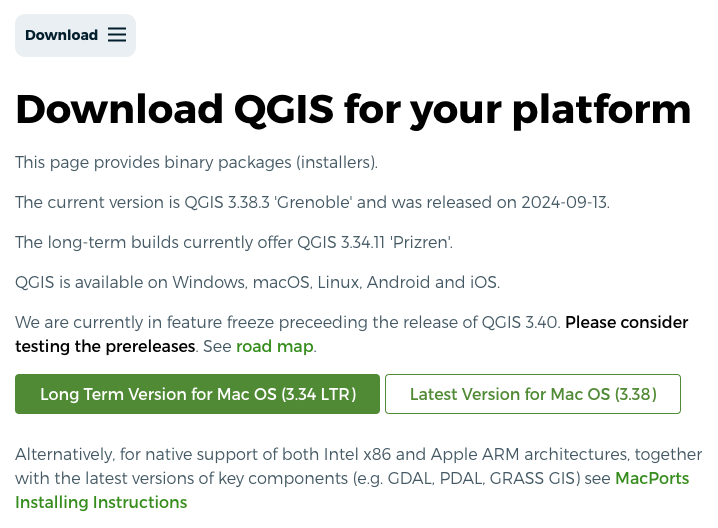 Download
Download QGIS for your platform
This page provides binary packages (installers).
The current version is QGIS 3.38.3 'Grenoble' and was released on 2024-09-13.
The long-term builds currently offer QGIS 3.34.11 'Prizren'.
QGIS is available on Windows, macOS, Linux, Android and iOS.
We are currently in feature freeze preceeding the release of QGIS 3.40. Please consider
testing the prereleases. See road map.
Long Term Version for Mac OS (3.34 LTR) Latest Version for Mac OS (3.38)
Alternatively, for native support of both Intel x86 and Apple ARM architectures, together
with the latest versions of key components (e.g. GDAL, PDAL, GRASS GIS) see MacPorts
Installing Instructions